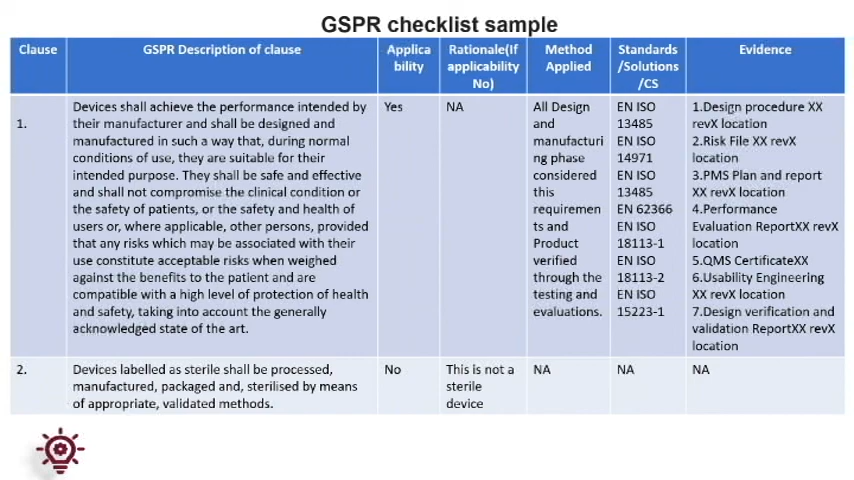 GSPR checklist sample
Clause
GSPR Description of clause
Applica
bility
Rationale(If
applicability
No)
Method
Applied
Standards
/Solutions
/CS
Evidence
1.
Devices shall achieve the performance intended by
their manufacturer and shall be designed and
manufactured in such a way that, during normal
conditions of use, they are suitable for their
intended purpose. They shall be safe and effective
and shall not compromise the clinical condition or
the safety of patients, or the safety and health of
users or, where applicable, other persons, provided
that any risks which may be associated with their
use constitute acceptable risks when weighed
against the benefits to the patient and are
compatible with a high level of protection of health
and safety, taking into account the generally
acknowledged state of the art.
Yes
NA
All Design
and
manufacturi
ng phase
considered
this
requiremen
ts and
Product
verified
through the
testing and
evaluations.
EN ISO
13485
EN ISO
14971
EN ISO
13485
EN 62366
EN ISO
18113-1
EN ISO
18113-2
EN ISO
15223-1
1.Design procedure XX
revX location
2.Risk File XX revX
location
3.PMS Plan and report
XX revX location
4.Performance
Evaluation ReportXX revX
location
5.QMS CertificateXX
6.Usability Engineering
XX revX location
7.Design verification and
validation ReportXX revX
location
2.
Devices labelled as sterile shall be processed,
manufactured, packaged and, sterilised by means
of appropriate, validated methods.
No
This is not a
sterile
device
NA
NA
NA